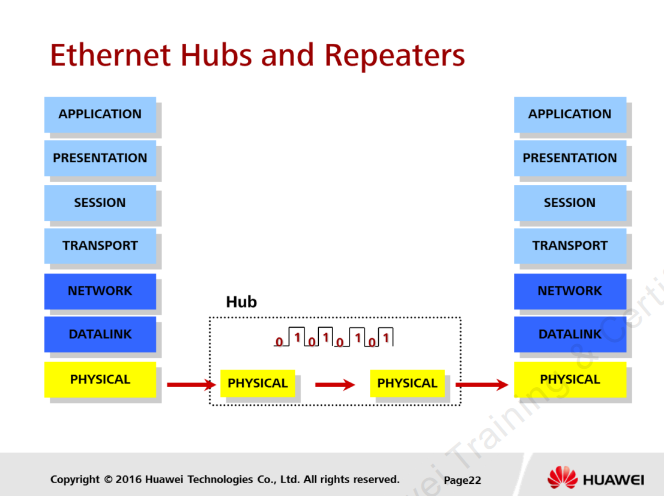 Ethernet Hubs and Repeaters
APPLICATION
PRESENTATION
SESSION
TRANSPORT
NETWORK
DATALINK
PHYSICAL
Hub
0 1 0 1 0 1 0 1
PHYSICAL
PHYSICAL
APPLICATION
PRESENTATION
SESSION
TRANSPORT
NETWORK
DATALINK
PHYSICAL
Training &
Copyright © 2016 Huawei Technologies Co., Ltd. All rights reserved.
Page22
HUAWEI